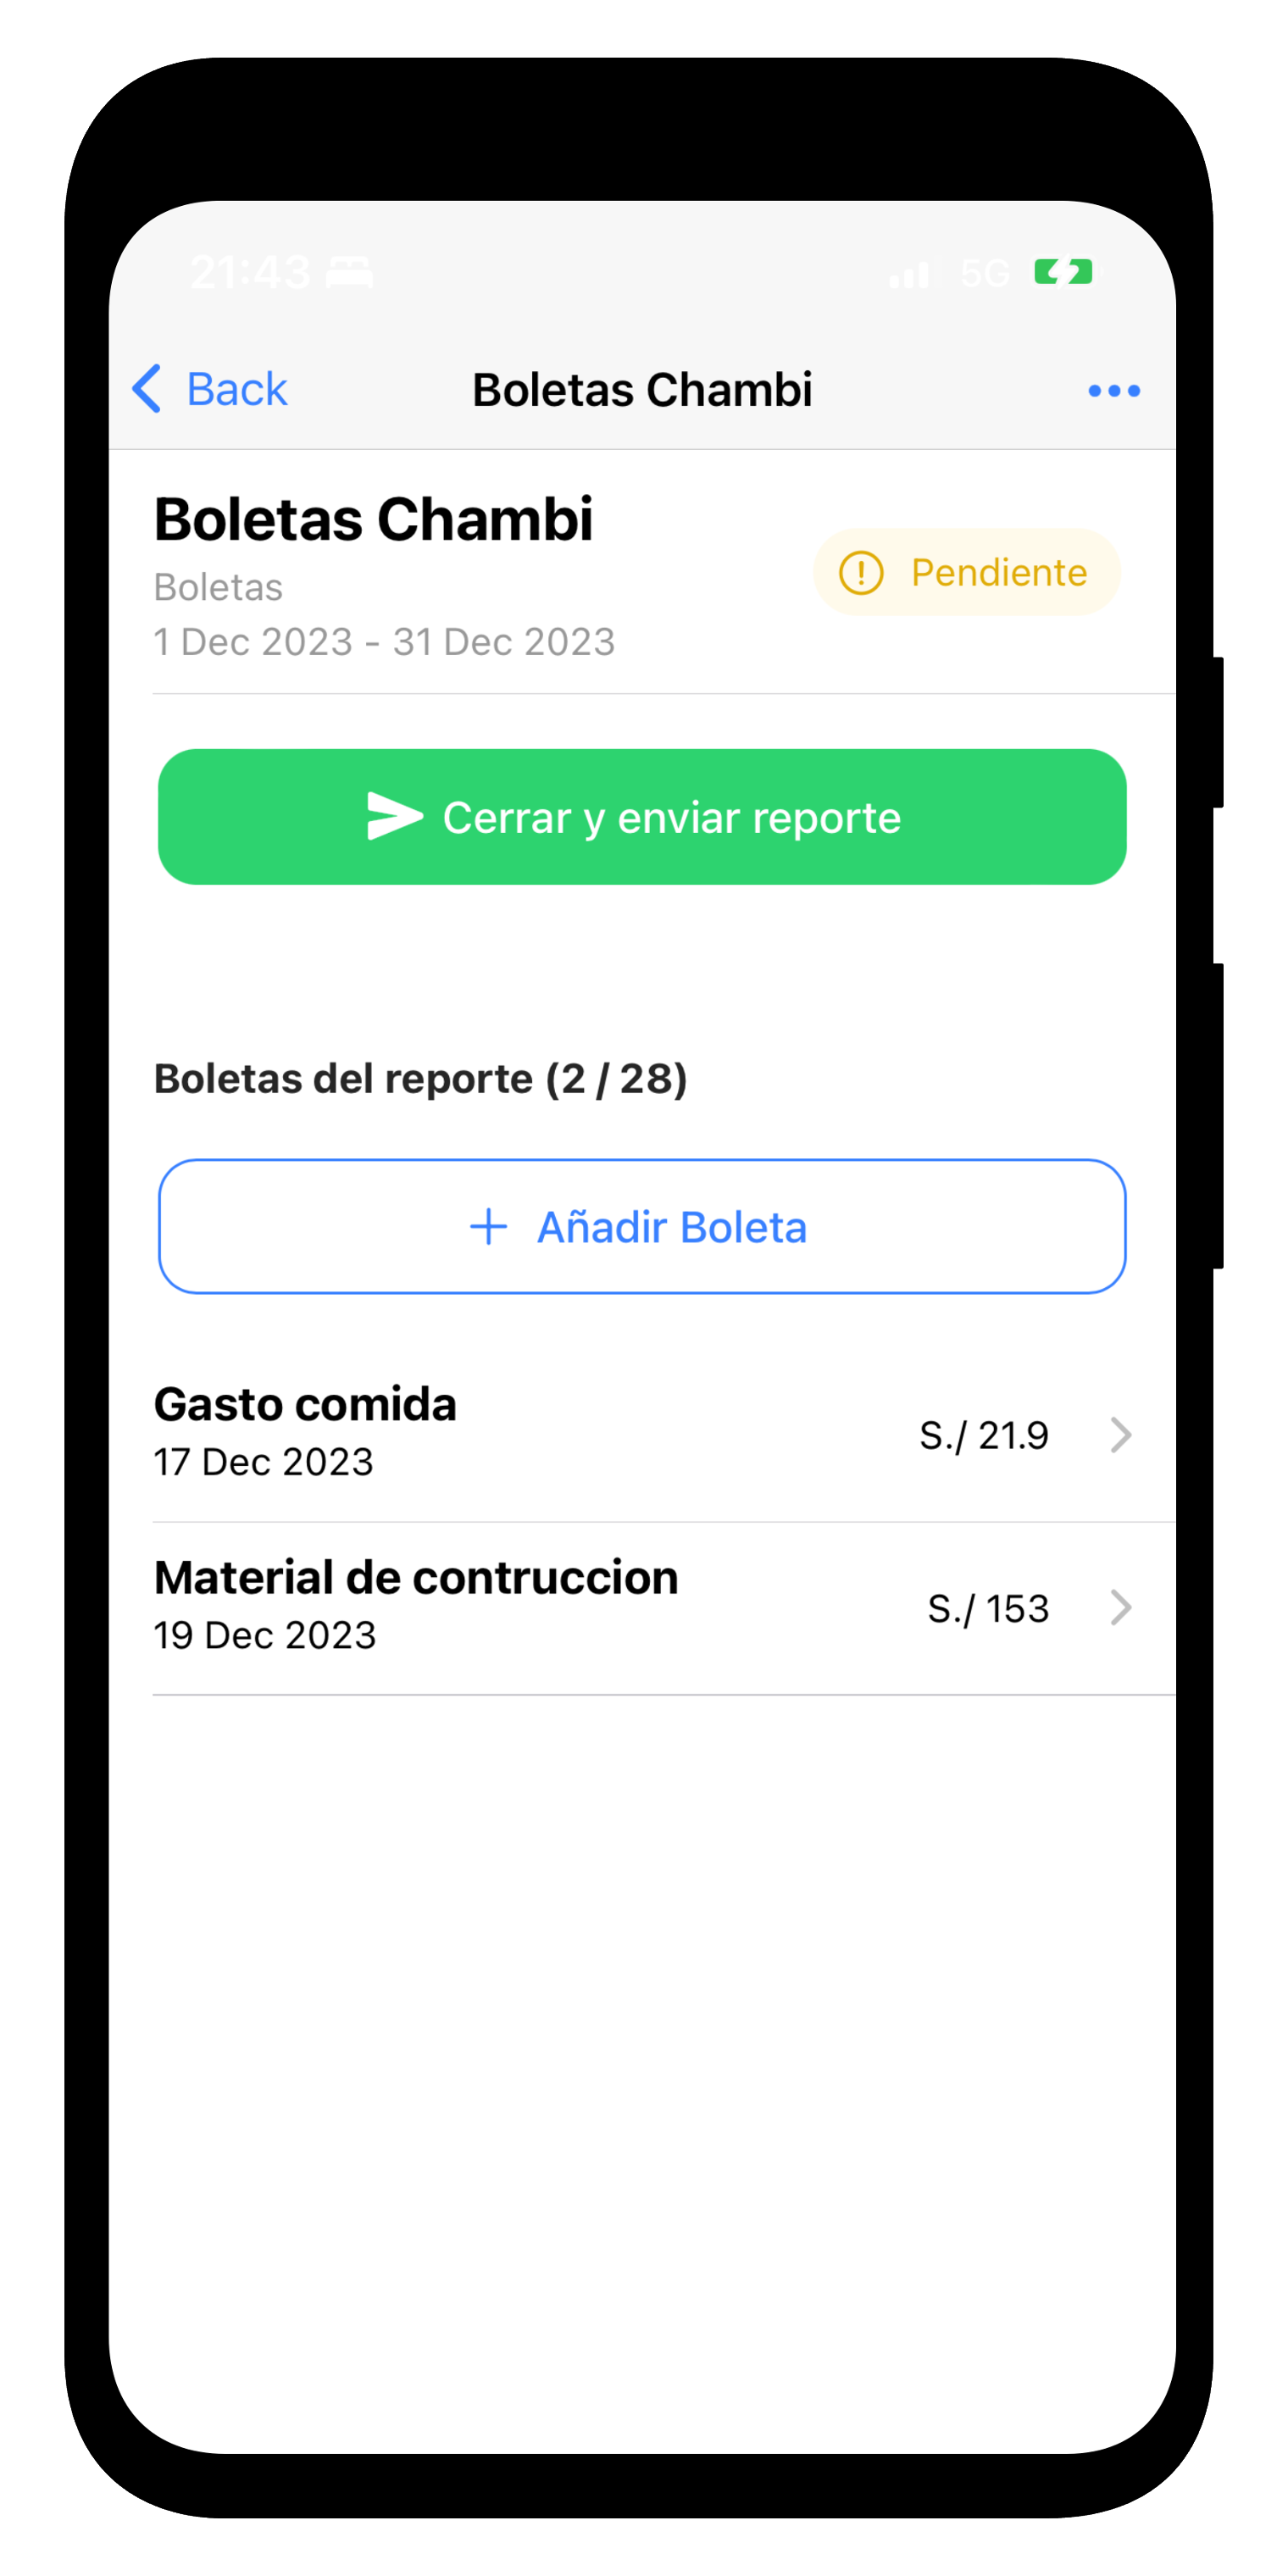 21:43
5G
Back
Boletas Chambi
Boletas Chambi
Boletas
Pendiente
1 Dec 2023 - 31 Dec 2023
Cerrar y enviar reporte
Boletas del reporte (2 / 28)
+ Añadir Boleta
Gasto comida
17 Dec 2023
S./ 21.9
Material de contruccion
19 Dec 2023
S./ 153